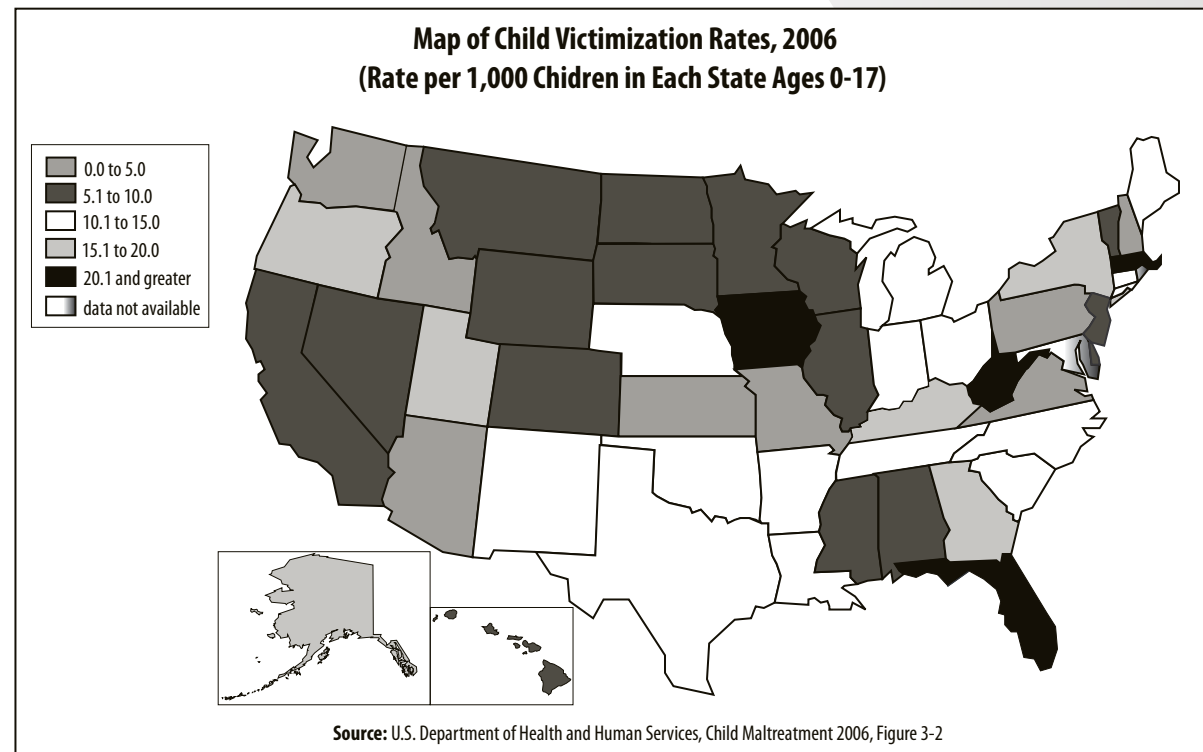 Map of Child Victimization Rates, 2006
(Rate per 1,000 Chidren in Each State Ages 0-17)
0.0 to 5.0
5.1 to 10.0
10.1 to 15.0
15.1 to 20.0
20.1 and greater
data not available
Source: U.S. Department of Health and Human Services, Child Maltreatment 2006, Figure 3-2